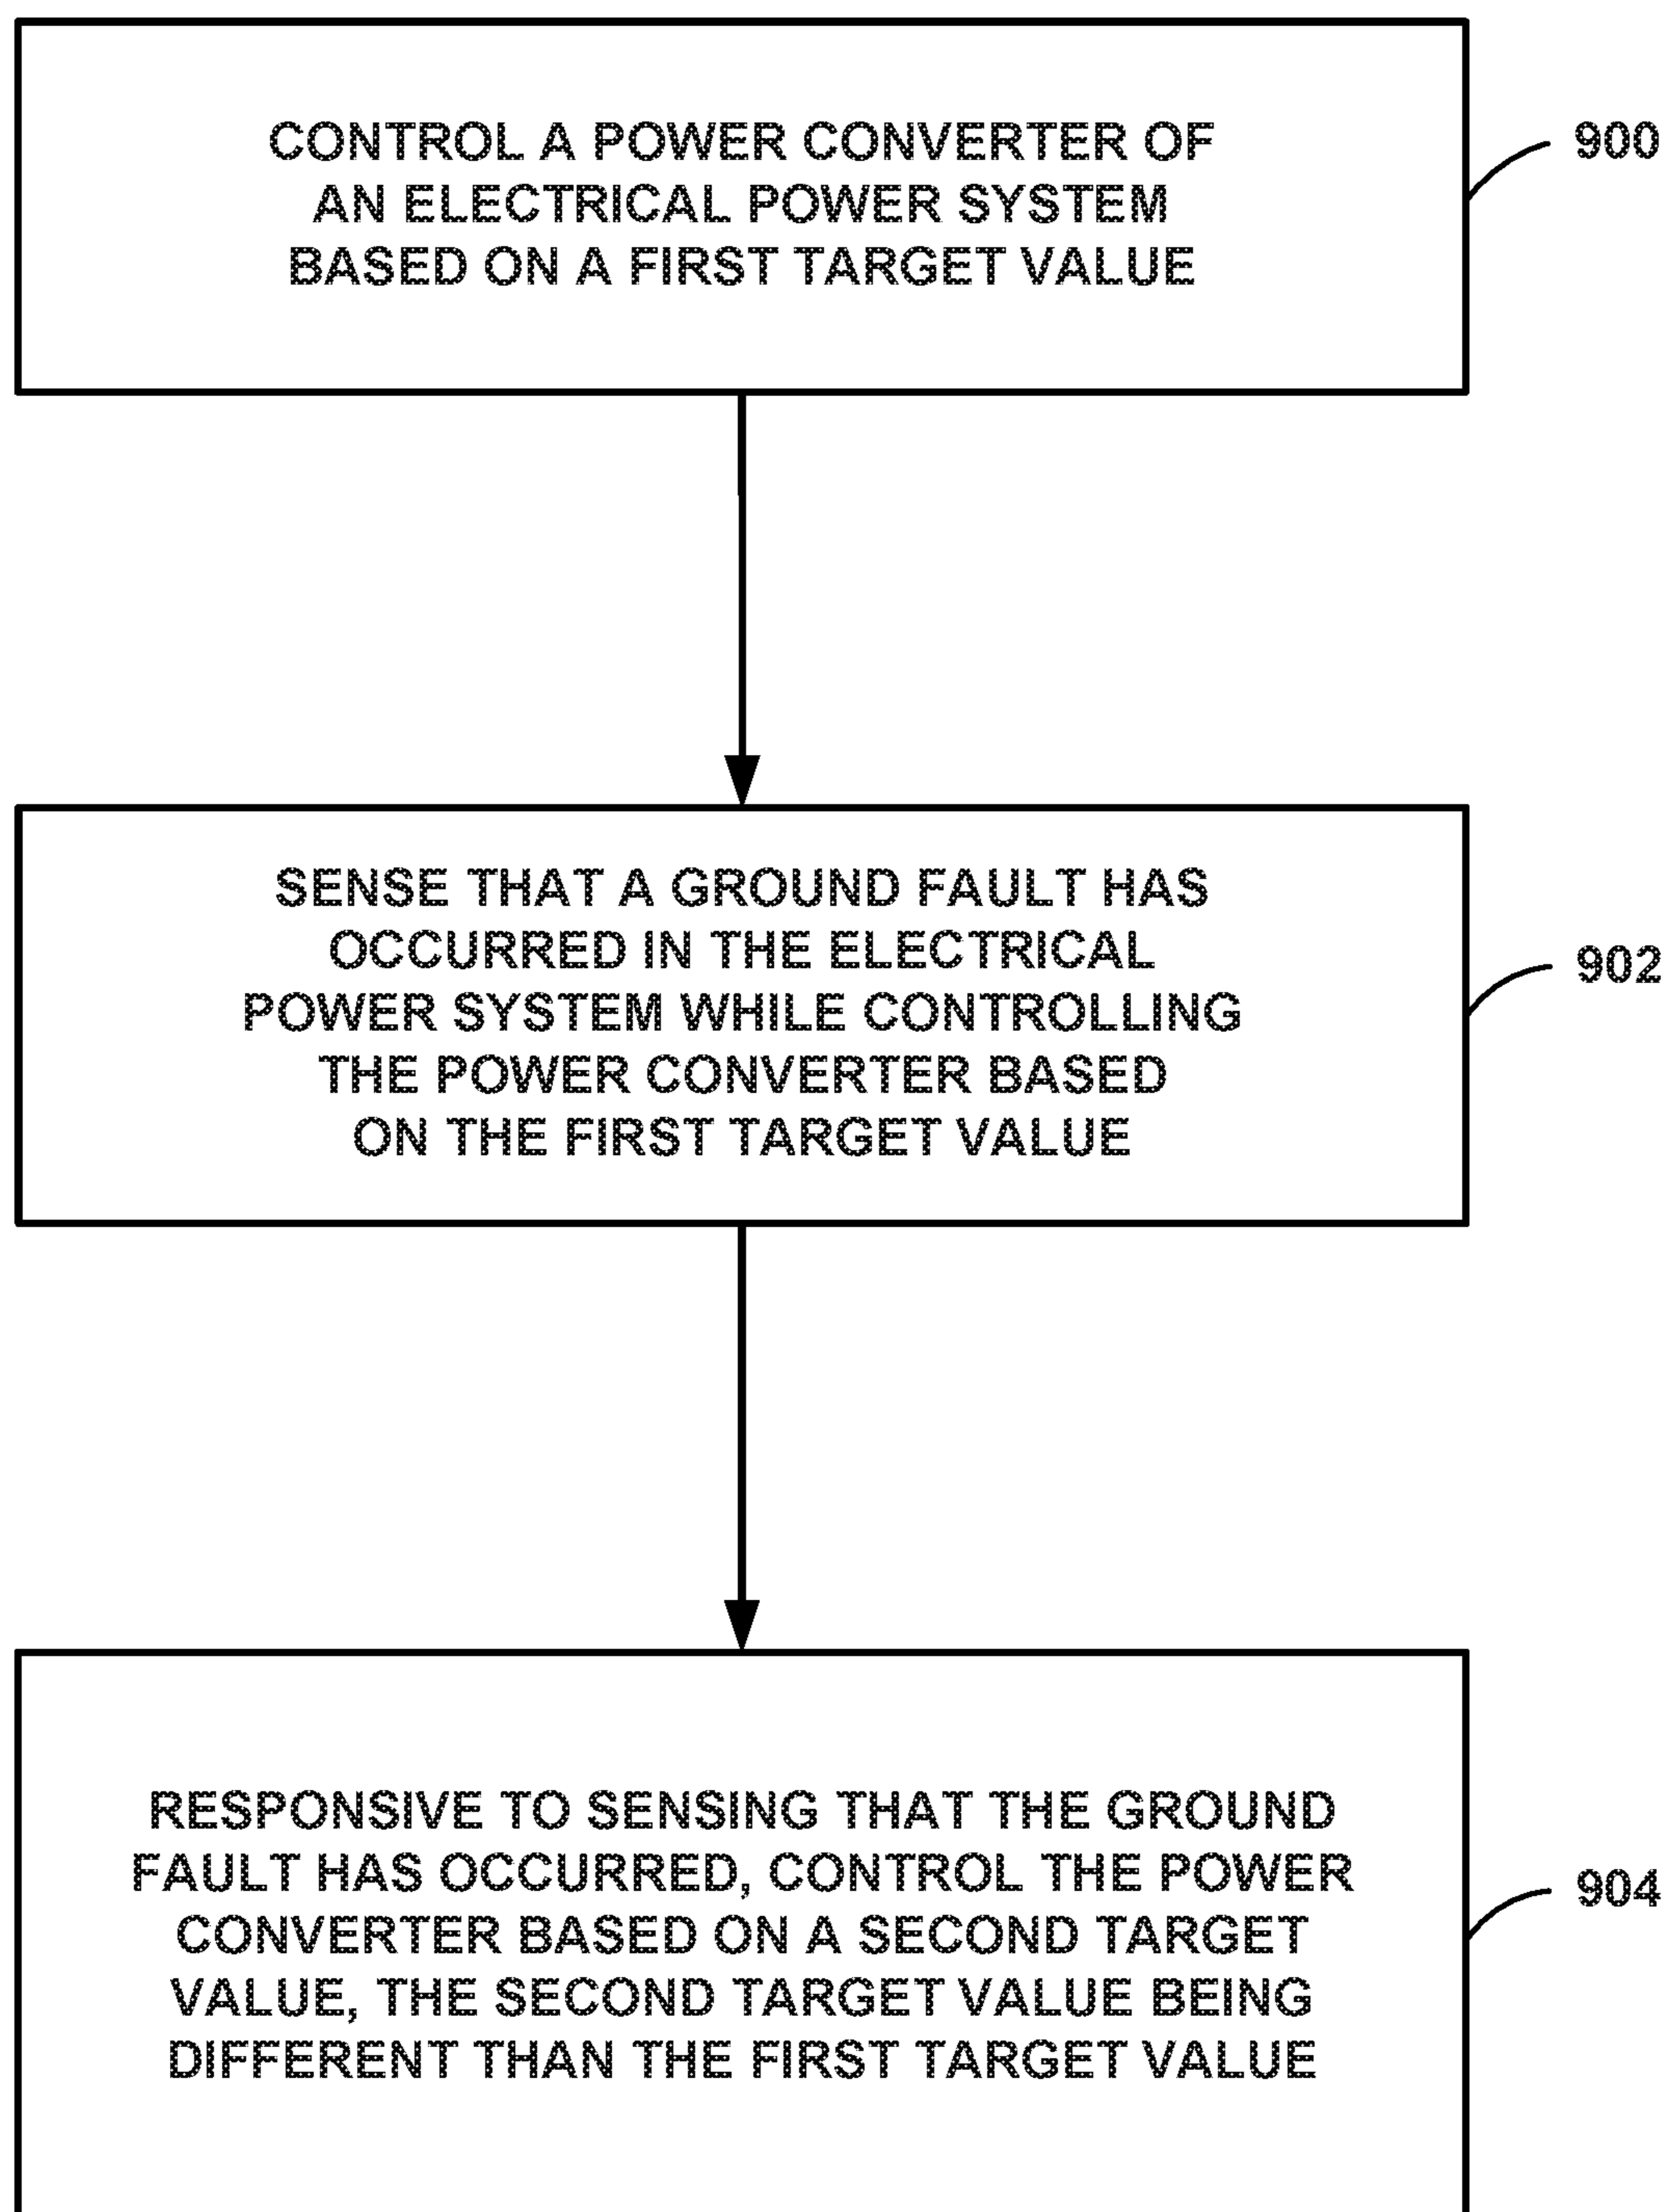 CONTROL A POWER CONVERTER OF
AN ELECTRICAL POWER SYSTEM
BASED ON A FIRST TARGET VALUE
900
SENSE THAT A GROUND FAULT HAS
OCCURRED IN THE ELECTRICAL
POWER SYSTEM WHILE CONTROLLING
THE POWER CONVERTER BASED
ON THE FIRST TARGET VALUE
902
RESPONSIVE TO SENSING THAT THE GROUND
FAULT HAS OCCURRED, CONTROL THE POWER
CONVERTER BASED ON A SECOND TARGET
VALUE, THE SECOND TARGET VALUE BEING
DIFFERENT THAN THE FIRST TARGET VALUE
904